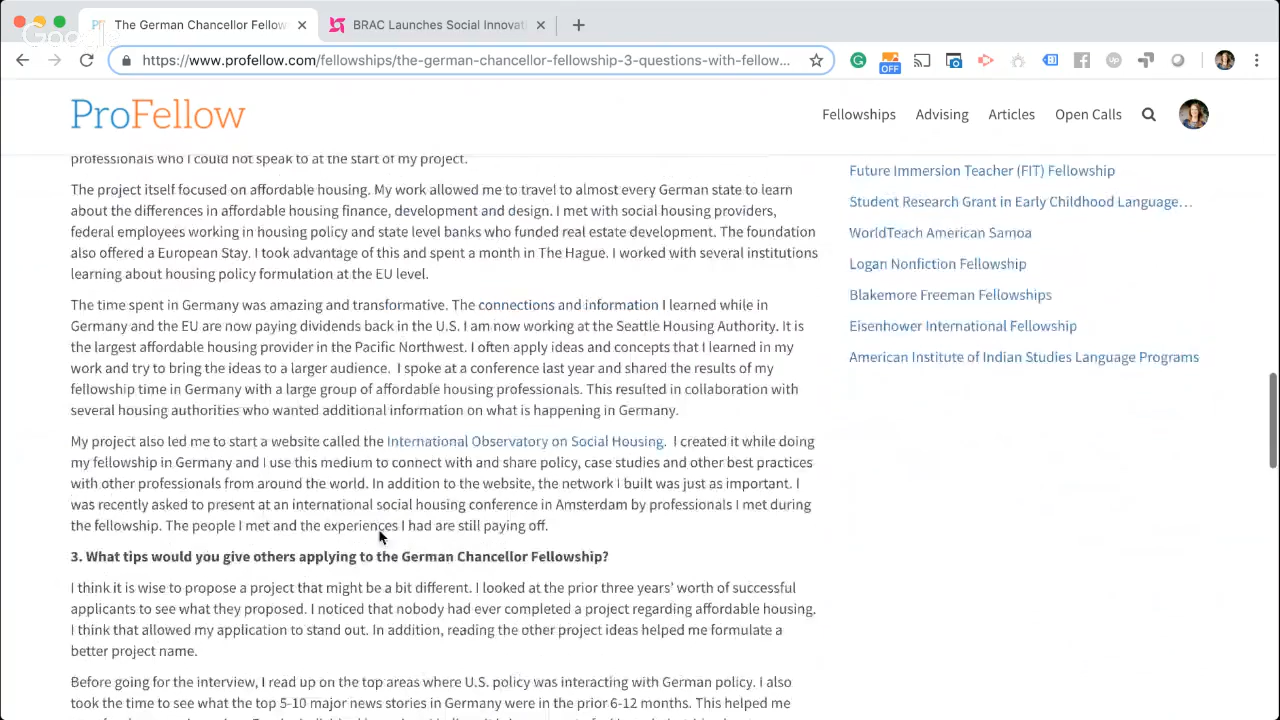 The German Chancellor Fellow
BRAC Launches Social Innovat
https://www.profellow.com/fellowships/the-german-chancellor-fellowship-3-questions-with-fellow...
OFF
ProFellow
Fellowships
Advising
Articles
Open Calls
professionals who I could not speak to at the start of my project.
The project itself focused on affordable housing. My work allowed me to travel to almost every German state to learn
about the differences in affordable housing finance, development and design. I met with social housing providers,
federal employees working in housing policy and state level banks who funded real estate development. The foundation
also offered a European Stay. I took advantage of this and spent a month in The Hague. I worked with several institutions
learning about housing policy formulation at the EU level.
The time spent in Germany was amazing and transformative. The connections and information I learned while in
Germany and the EU are now paying dividends back in the U.S. I am now working at the Seattle Housing Authority. It is
the largest affordable housing provider in the Pacific Northwest. I often apply ideas and concepts that I learned in my
work and try to bring the ideas to a larger audience. I spoke at a conference last year and shared the results of my
fellowship time in Germany with a large group of affordable housing professionals. This resulted in collaboration with
several housing authorities who wanted additional information on what is happening in Germany.
My project also led me to start a website called the International Observatory on Social Housing. I created it while doing
my fellowship in Germany and I use this medium to connect with and share policy, case studies and other best practices
with other professionals from around the world. In addition to the website, the network I built was just as important. I
was recently asked to present at an international social housing conference in Amsterdam by professionals I met during
the fellowship. The people I met and the experiences I had are still paying off.
3. What tips would you give others applying to the German Chancellor Fellowship?
I think it is wise to propose a project that might be a bit different. I looked at the prior three years' worth of successful
applicants to see what they proposed. I noticed that nobody had ever completed a project regarding affordable housing.
I think that allowed my application to stand out. In addition, reading the other project ideas helped me formulate a
better project name.
Before going for the interview, I read up on the top areas where U.S. policy was interacting with German policy. I also
took the time to see what the top 5-10 major news stories in Germany were in the prior 6-12 months. This helped me
Future Immersion Teacher (FIT) Fellowship
Student Research Grant in Early Childhood Language...
WorldTeach American Samoa
Logan Nonfiction Fellowship
Blakemore Freeman Fellowships
Eisenhower International Fellowship
American Institute of Indian Studies Language Programs